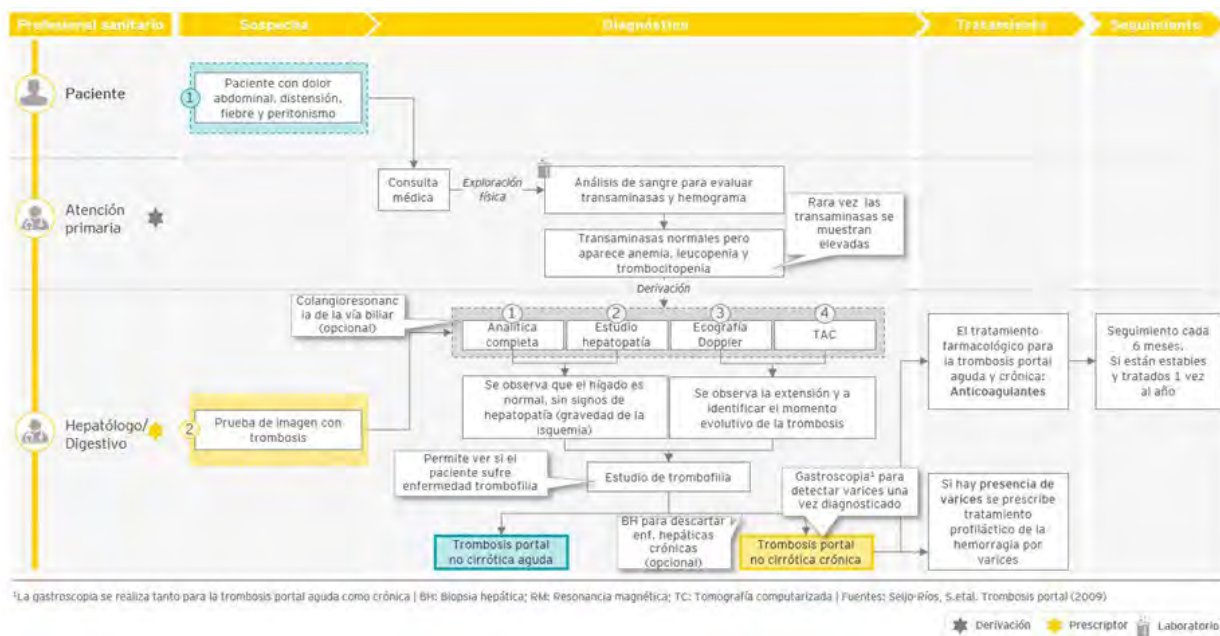 Profesional sanitario
Sospecha
Diagnóstico
Tratamiento
Seguimiento
Paciente
1
Paciente con dolor
abdominal, distensión,
fiebre y peritonismo
Atención
primaria
Consulta
médica
Exploración
física
Análisis de sangre para evaluar
transaminasas y hemograma
Rara vez las
transaminasas se
muestran
elevadas
Transaminasas normales pero
aparece anemia, leucopenia y
trombocitopenia
Derivación
Hepatólogo/
Digestivo
2
Prueba de imagen con
trombosis
Colangioresonanc
ia de la vía biliar
(opcional)
1
Analítica
completa
2
Estudio
hepatopatía
3
Ecografía
Doppler
4
TAC
Se observa que el hígado es
normal, sin signos de
hepatopatía (gravedad de la
isquemia)
Se observa la extensión y a
identificar el momento
evolutivo de la trombosis
Permite ver si el
paciente sufre
enfermedad trombofilia
Estudio de trombofilia
Gastroscopia¹ para
detectar varices una
vez diagnosticado
Trombosis portal
no cirrótica aguda
BH para descartar
enf. hepáticas
crónicas
(opcional)
Trombosis portal
no cirrótica crónica
El tratamiento
farmacológico para
la trombosis portal
aguda y crónica:
Anticoagulantes
Si hay presencia de
varices se prescribe
tratamiento
profiláctico de la
hemorragia por
varices
Seguimiento cada
6 meses.
Si están estables
y tratados 1 vez
al año
¹La gastroscopia se realiza tanto para la trombosis portal aguda como crónica | BH: Biopsia hepática; RM: Resonancia magnética; TC: Tomografía computarizada | Fuentes: Seijo-Ríos, S.etal. Trombosis portal (2009)
Derivación
Prescriptor
Laboratorio